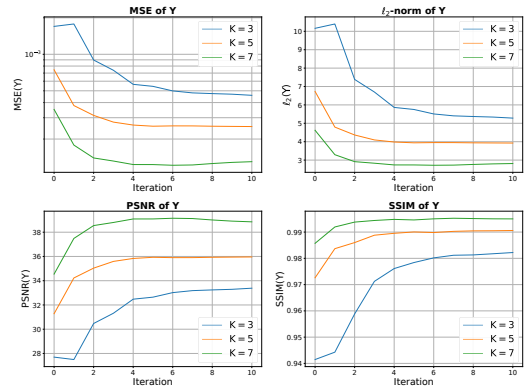 MSE of Y
10⁻³
MSE(Y)
K = 3
K = 5
K = 7
0 2 4 6 8 10
Iteration
ℓ₂-norm of Y
10
9
8
7
6
5
4
3
ℓ₂(Y)
K = 3
K = 5
K = 7
0 2 4 6 8 10
Iteration
PSNR of Y
38
36
34
32
30
28
PSNR(Y)
K = 3
K = 5
K = 7
0 2 4 6 8 10
Iteration
SSIM of Y
0.99
0.98
0.97
0.96
0.95
0.94
SSIM(Y)
K = 3
K = 5
K = 7
0 2 4 6 8 10
Iteration